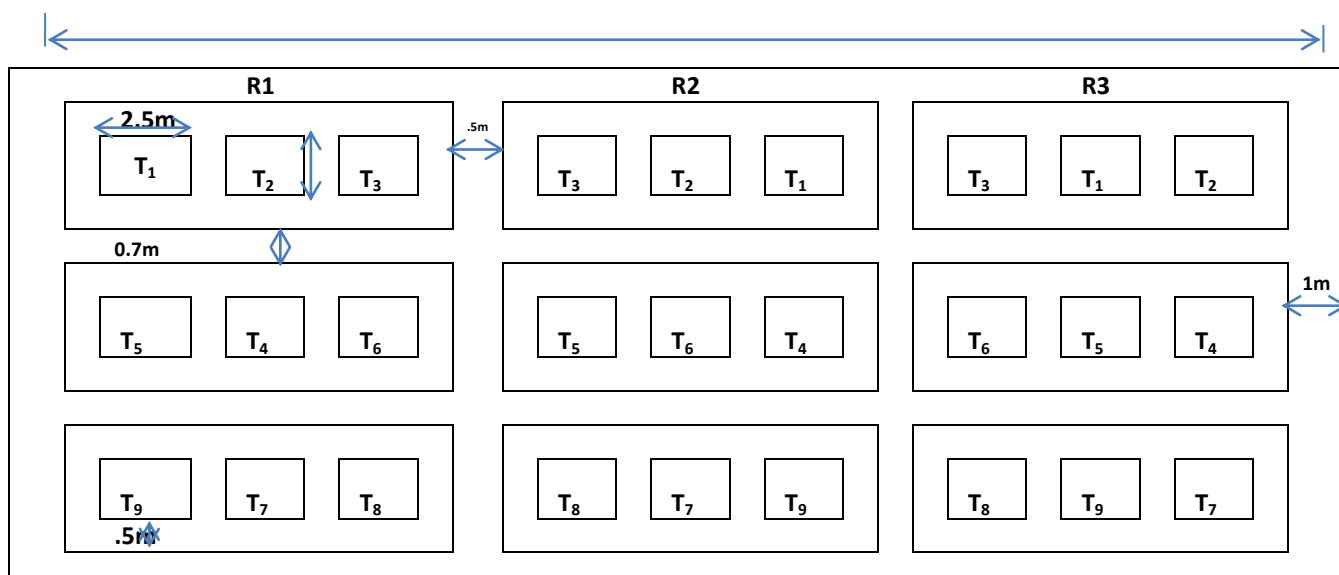 R1 R2 R3
2.5m .5m
T₁ T₂ T₃ T₃ T₂ T₁ T₃ T₁ T₂
0.7m
1m
T₅ T₄ T₆ T₅ T₆ T₄ T₆ T₅ T₄
T₉ T₇ T₈ T₈ T₇ T₉ T₈ T₉ T₇
.5m